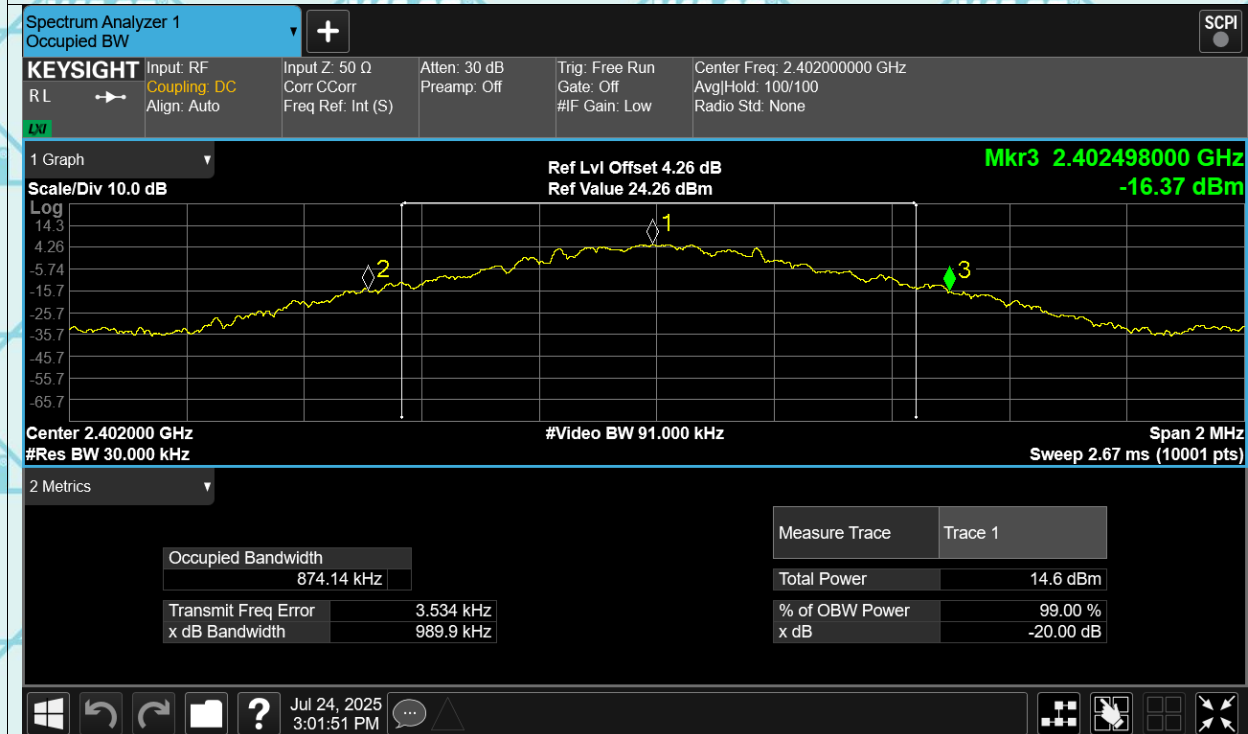 Spectrum Analyzer 1
Occupied BW
+
SCPI
KEYSIGHT
RL
LXI
Input: RF
Coupling: DC
Align: Auto
Input Z: 50 Ω
Corr CCorr
Freq Ref: Int (S)
Atten: 30 dB
Preamp: Off
Trig: Free Run
Gate: Off
#IF Gain: Low
Center Freq: 2.402000000 GHz
Avg|Hold: 100/100
Radio Std: None
1 Graph
Scale/Div 10.0 dB
Ref Lvl Offset 4.26 dB
Ref Value 24.26 dBm
Mkr3 2.402498000 GHz
-16.37 dBm
Log
14.3
4.26
-5.74
-15.7
-25.7
-35.7
-45.7
-55.7
-65.7
1
2
3
Center 2.402000 GHz
#Video BW 91.000 kHz
Span 2 MHz
#Res BW 30.000 kHz
Sweep 2.67 ms (10001 pts)
2 Metrics
Occupied Bandwidth
874.14 kHz
Transmit Freq Error 3.534 kHz
x dB Bandwidth 989.9 kHz
Measure Trace Trace 1
Total Power 14.6 dBm
% of OBW Power 99.00 %
x dB -20.00 dB
?
Jul 24, 2025
3:01:51 PM